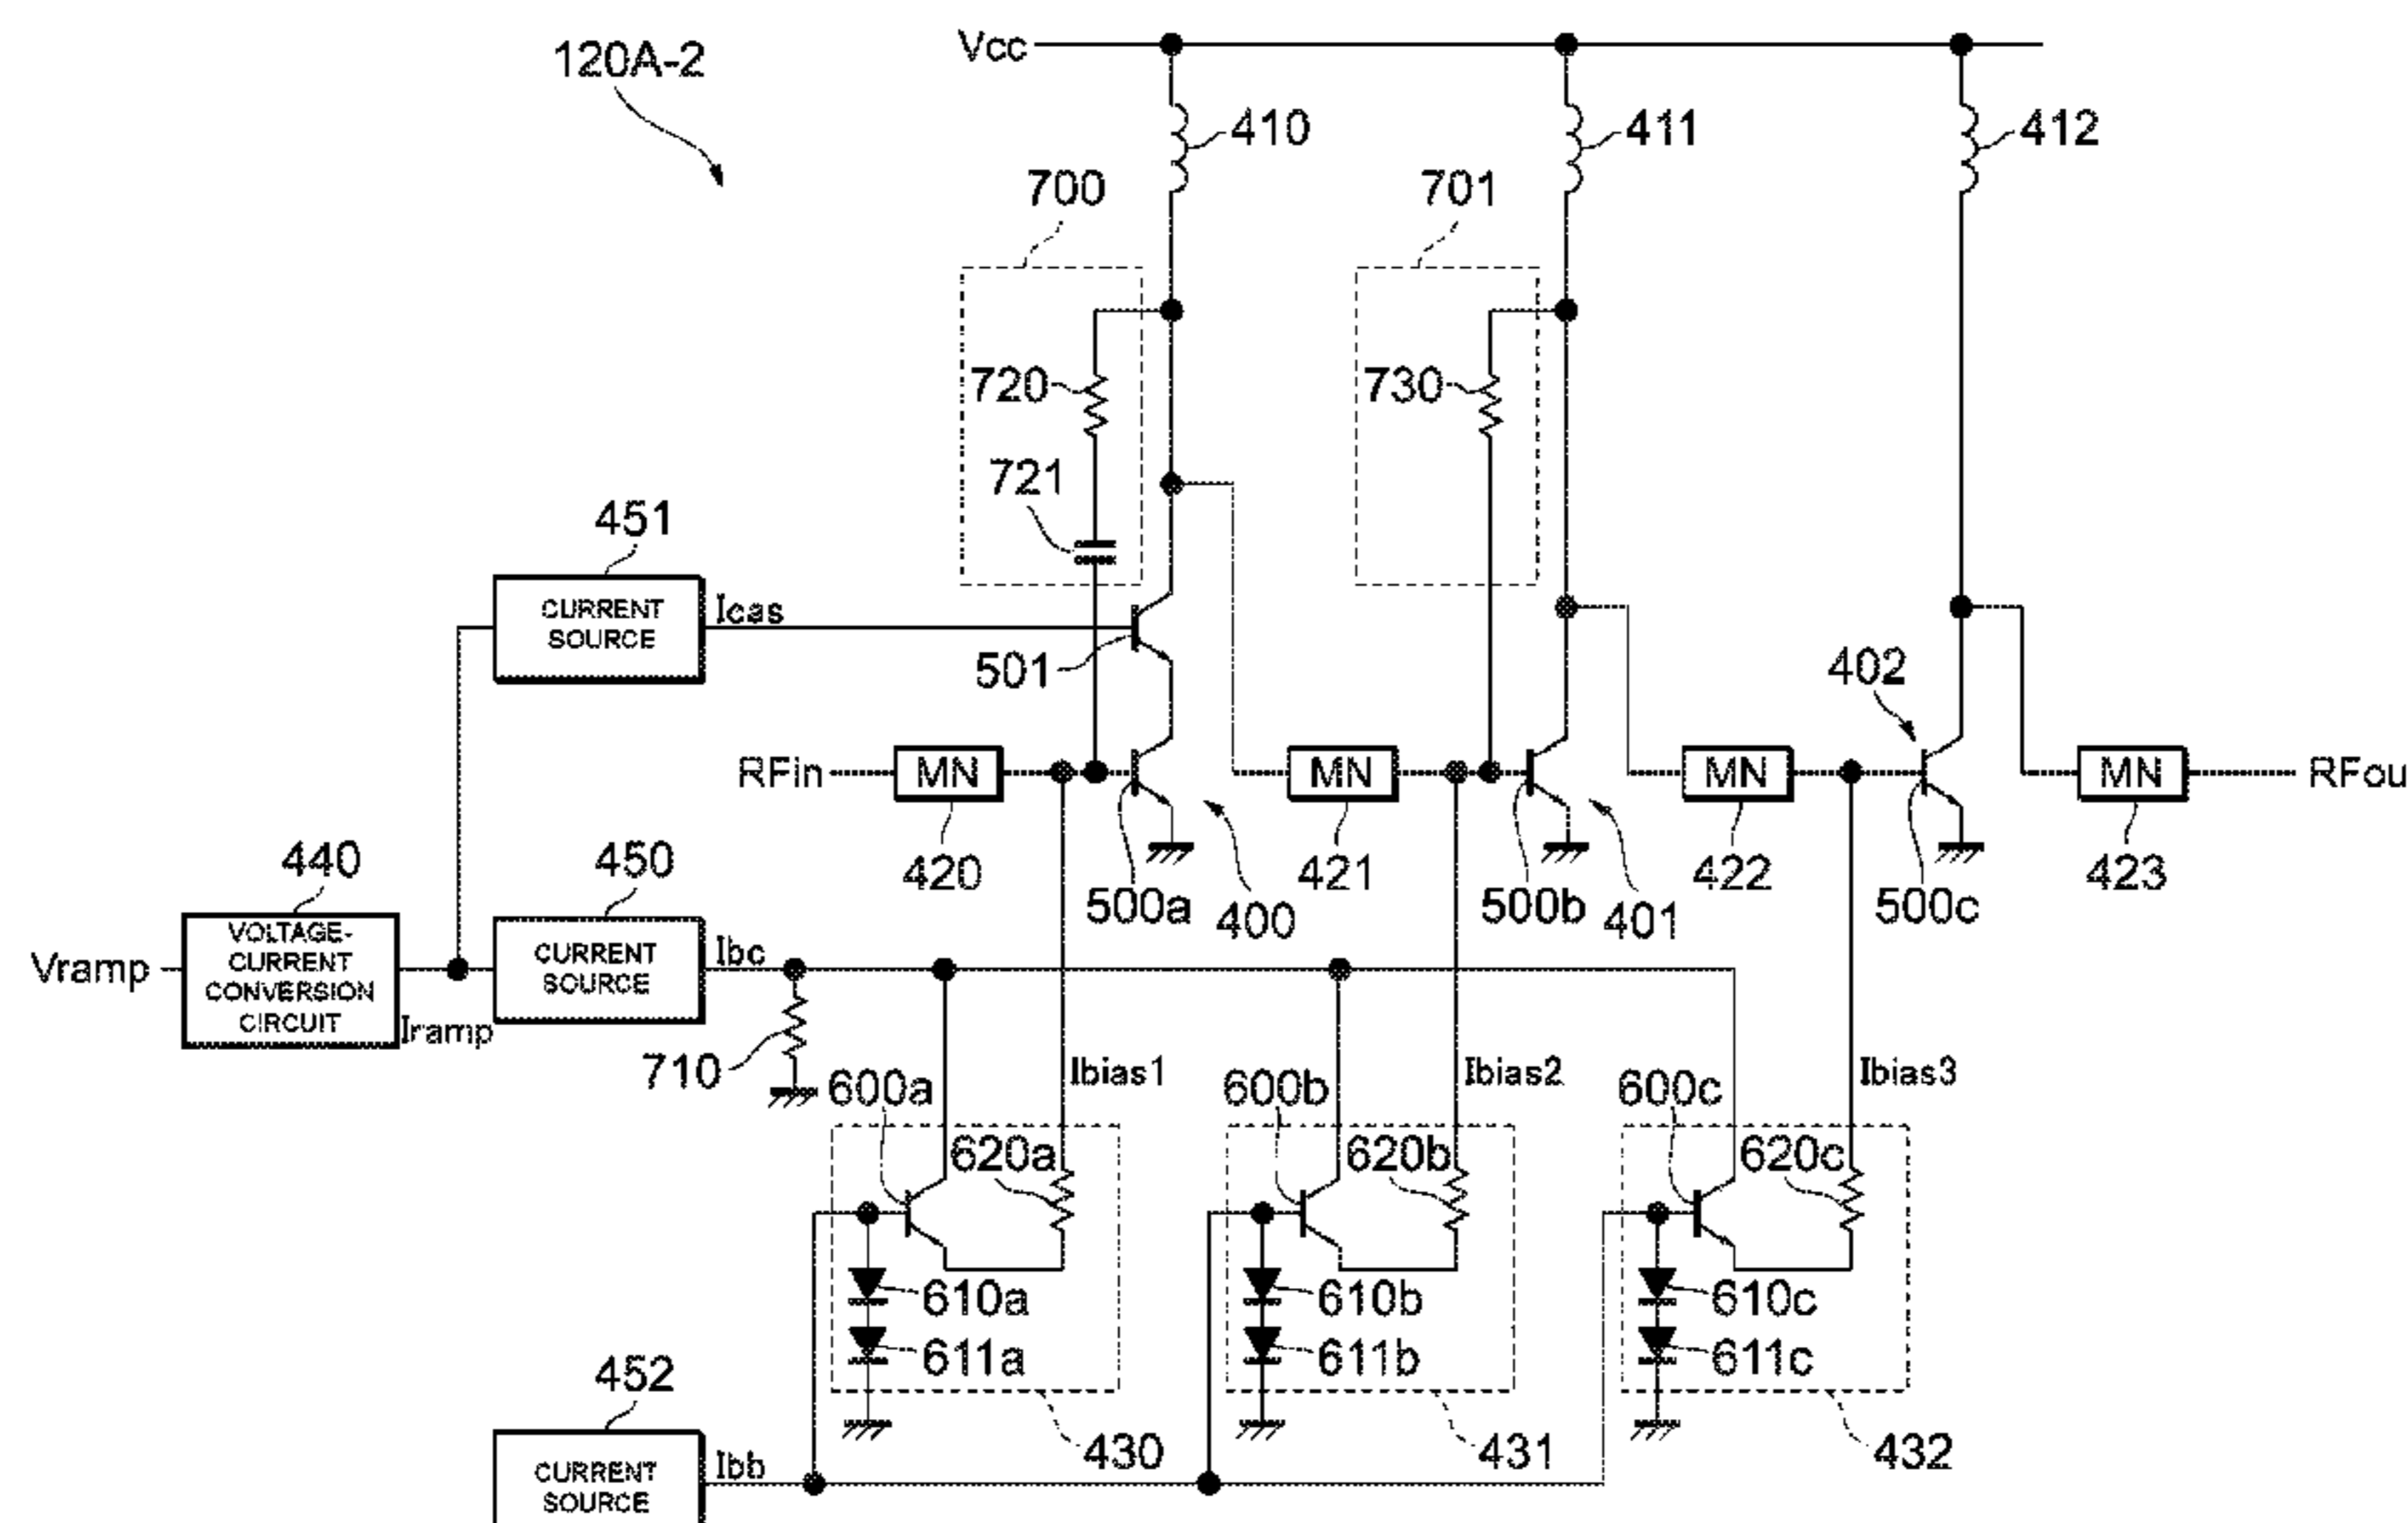 120A-2
Vcc
410
411
412
700
701
720
730
721
451
CURRENT
SOURCE
Icas
501
402
RFin
MN
MN
MN
MN
RFou
420
421
422
423
500a
400
500b
401
500c
440
450
Vramp
VOLTAGE-
CURRENT
CONVERSION
CIRCUIT
Iramp
CURRENT
SOURCE
Ibc
710
Ibias1
Ibias2
Ibias3
600a
600b
600c
620a
620b
620c
610a
610b
610c
611a
611b
611c
452
430
431
432
CURRENT
SOURCE
Ibb